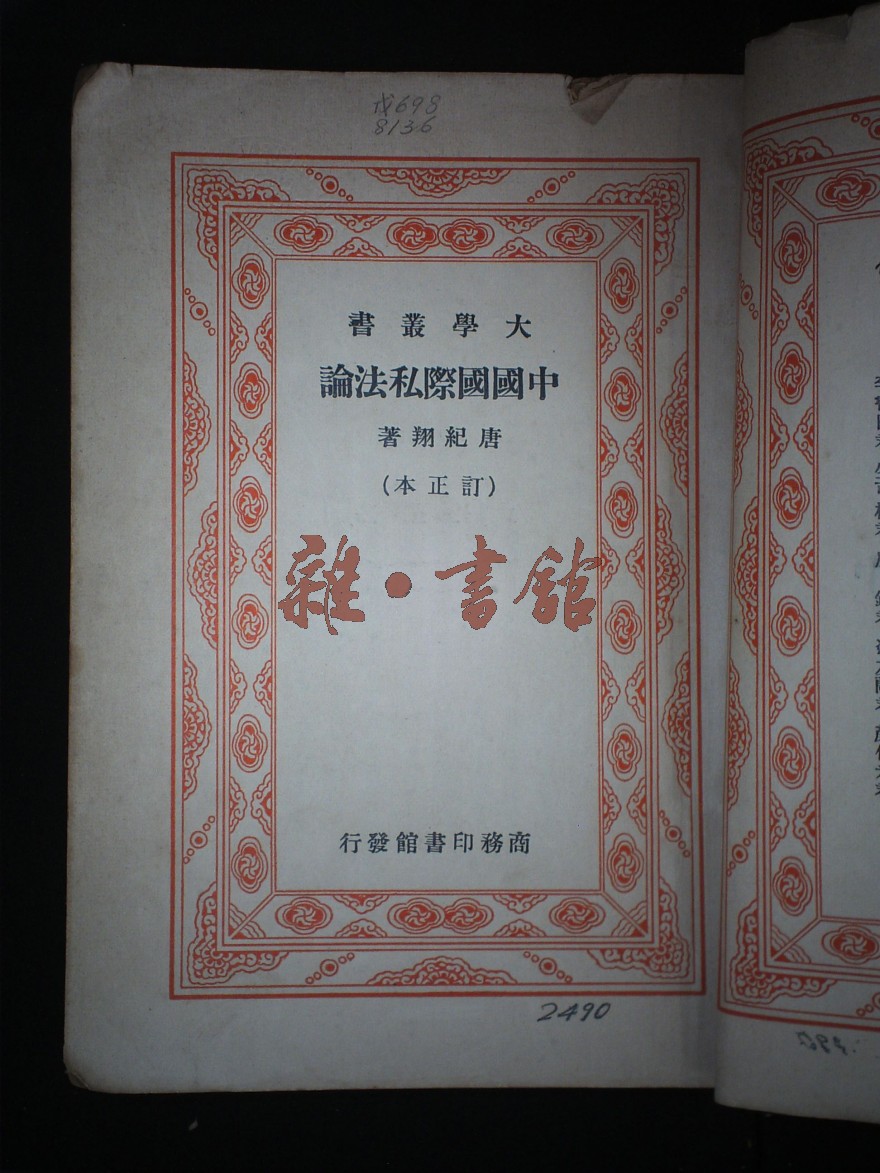 戊698
8136
大學叢書
中國國際私法論
唐紀翔著
(訂正本)
雜·書館
商務印書館發行
2490